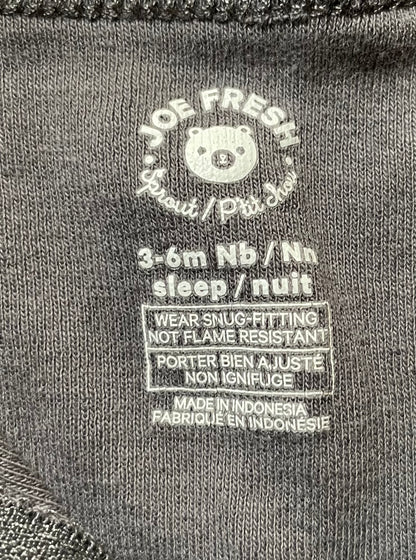 JOE FRESH
Sprout / P'tit chou
3-6m Nb / Nn
sleep / nuit
WEAR SNUG-FITTING
NOT FLAME RESISTANT
PORTER BIEN AJUSTÉ
NON IGNIFUGE
MADE IN INDONESIA
FABRIQUÉ EN INDONÉSIE